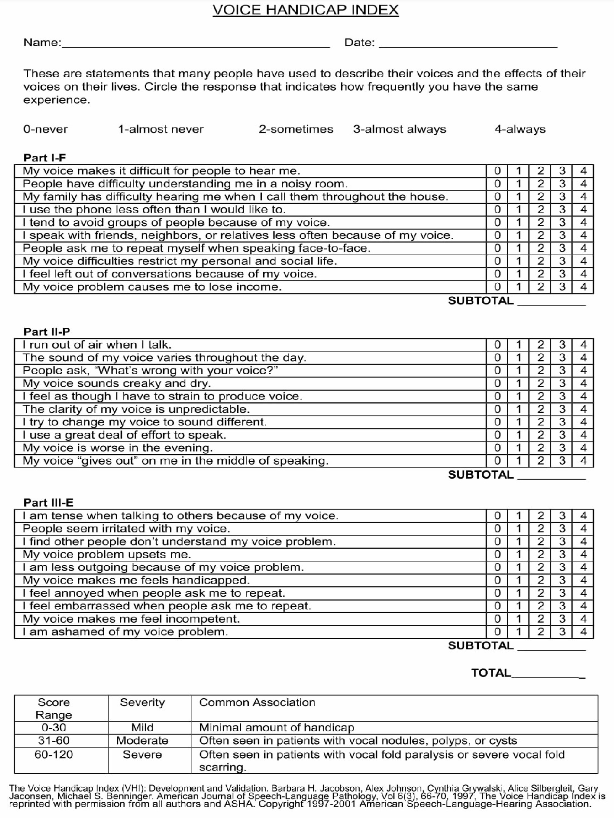 VOICE HANDICAP INDEX
Name:
Date:
These are statements that many people have used to describe their voices and the effects of their
voices on their lives. Circle the response that indicates how frequently you have the same
experience.
0-never 1-almost never 2-sometimes 3-almost always 4-always
Part I-F
My voice makes it difficult for people to hear me. 0 1 2 3 4
People have difficulty understanding me in a noisy room. 0 1 2 3 4
My family has difficulty hearing me when I call them throughout the house. 0 1 2 3 4
I use the phone less often than I would like to. 0 1 2 3 4
I tend to avoid groups of people because of my voice. 0 1 2 3 4
I speak with friends, neighbors, or relatives less often because of my voice. 0 1 2 3 4
People ask me to repeat myself when speaking face-to-face. 0 1 2 3 4
My voice difficulties restrict my personal and social life. 0 1 2 3 4
I feel left out of conversations because of my voice. 0 1 2 3 4
My voice problem causes me to lose income. 0 1 2 3 4
SUBTOTAL
Part II-P
I run out of air when I talk. 0 1 2 3 4
The sound of my voice varies throughout the day. 0 1 2 3 4
People ask, "What's wrong with your voice?" 0 1 2 3 4
My voice sounds creaky and dry. 0 1 2 3 4
I feel as though I have to strain to produce voice. 0 1 2 3 4
The clarity of my voice is unpredictable. 0 1 2 3 4
I try to change my voice to sound different. 0 1 2 3 4
I use a great deal of effort to speak. 0 1 2 3 4
My voice is worse in the evening. 0 1 2 3 4
My voice "gives out" on me in the middle of speaking. 0 1 2 3 4
SUBTOTAL
Part III-E
I am tense when talking to others because of my voice. 0 1 2 3 4
People seem irritated with my voice. 0 1 2 3 4
I find other people don't understand my voice problem. 0 1 2 3 4
My voice problem upsets me. 0 1 2 3 4
I am less outgoing because of my voice problem. 0 1 2 3 4
My voice makes me feels handicapped. 0 1 2 3 4
I feel annoyed when people ask me to repeat. 0 1 2 3 4
I feel embarrassed when people ask me to repeat. 0 1 2 3 4
My voice makes me feel incompetent. 0 1 2 3 4
I am ashamed of my voice problem. 0 1 2 3 4
SUBTOTAL
TOTAL
Score Severity Common Association
Range
0-30 Mild Minimal amount of handicap
31-60 Moderate Often seen in patients with vocal nodules, polyps, or cysts
60-120 Severe Often seen in patients with vocal fold paralysis or severe vocal fold
scarring.
The Voice Handicap Index (VHI): Development and Validation. Barbara H. Jacobson, Alex Johnson, Cynthia Grywalski, Alice Silbergleit, Gary
Jaconsen, Michael S. Benninger. American Journal of Speech-Language Pathology, Vol 6(3), 66-70, 1997, The Voice Handicap Index is
reprinted with permission from all authors and ASHA. Copyright 1997-2001 American Speech-Language-Hearing Association.